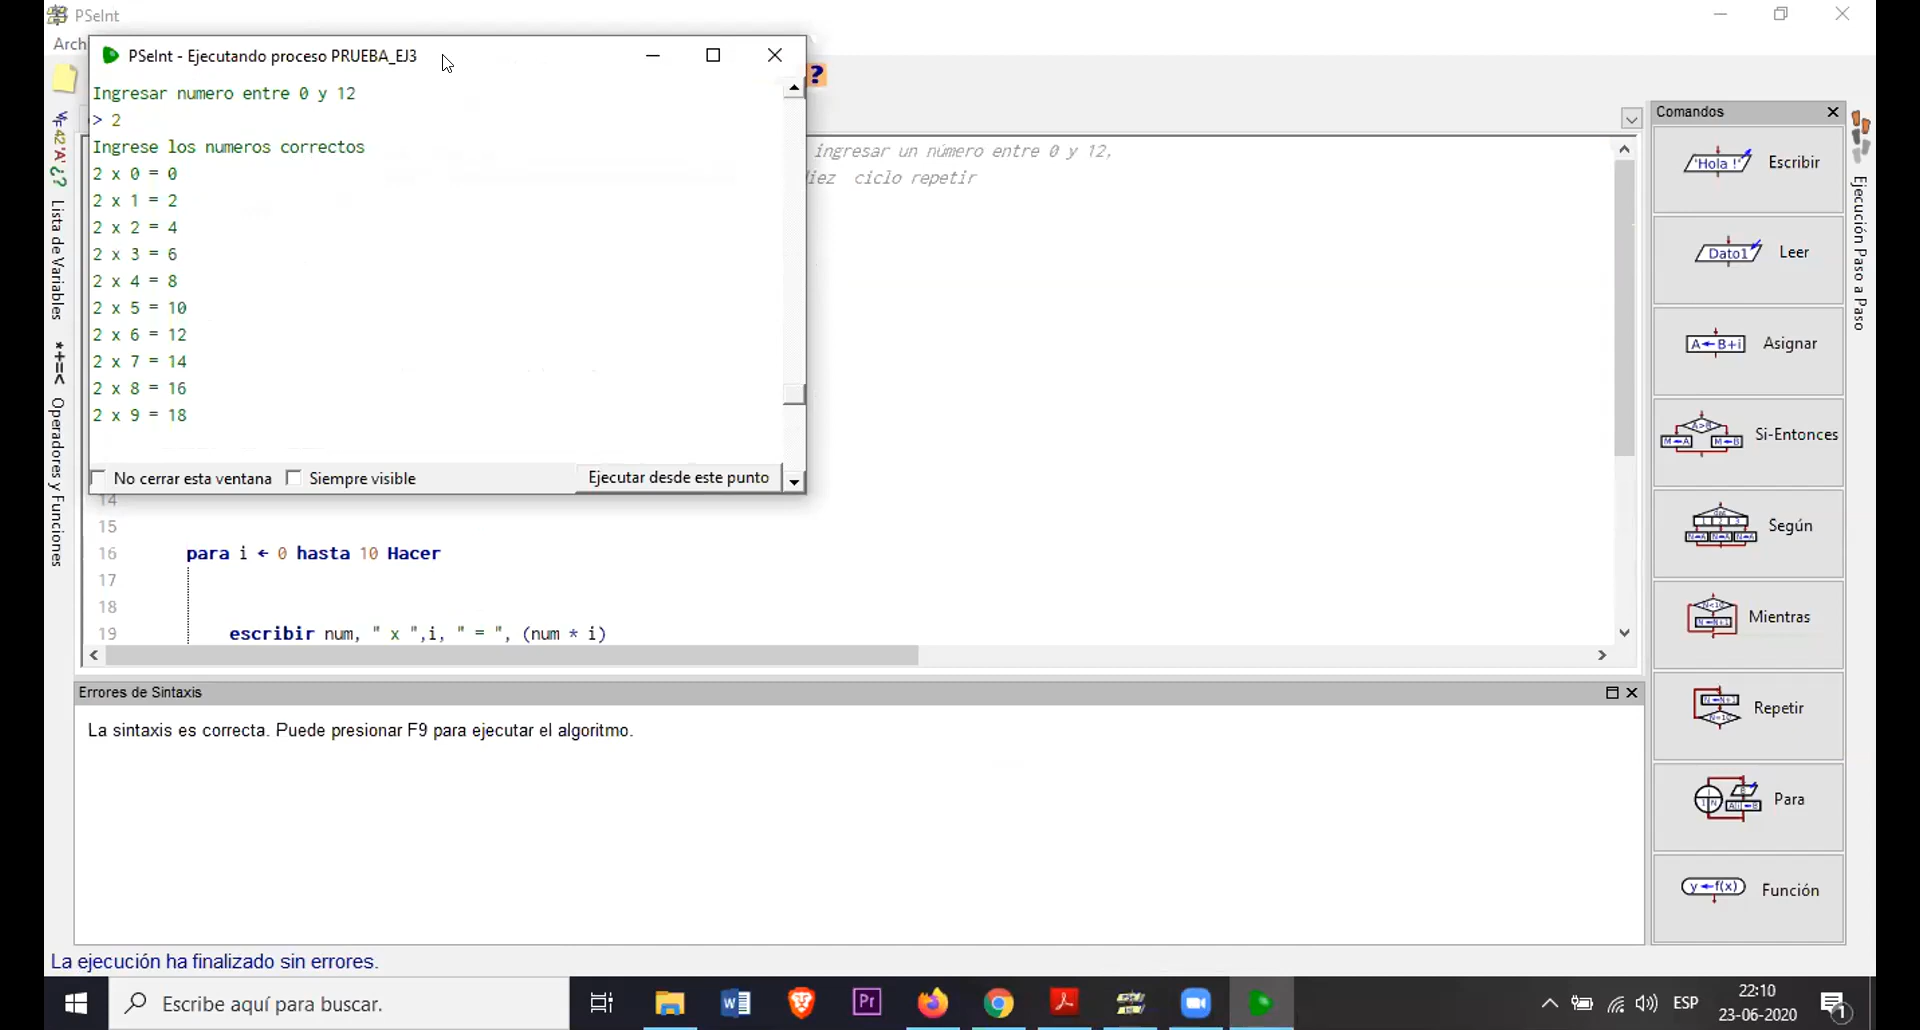 PSeInt
Arch
PSeInt - Ejecutando proceso PRUEBA_EJ3
Ingresar numero entre 0 y 12
> 2
Ingrese los numeros correctos
2 x 0 = 0
2 x 1 = 2
2 x 2 = 4
2 x 3 = 6
2 x 4 = 8
2 x 5 = 10
2 x 6 = 12
2 x 7 = 14
2 x 8 = 16
2 x 9 = 18
No cerrar esta ventana
Siempre visible
Ejecutar desde este punto
?
ingresar un número entre 0 y 12,
diez ciclo repetir
Lista de Variables
*+=<
Operadores y Funciones
14
15
16 para i ← 0 hasta 10 Hacer
17
18
19 escribir num, " x ",i, " = ", (num * i)
Errores de Sintaxis
La sintaxis es correcta. Puede presionar F9 para ejecutar el algoritmo.
La ejecución ha finalizado sin errores.
Comandos
'Hola !' Escribir
Dato1 Leer
A←B+i Asignar
A>B Si-Entonces
Según
Mientras
Repetir
Para
y←f(x) Función
Ejecución Paso a Paso
Escribe aquí para buscar.
Pr
ESP
22:10
23-06-2020
1